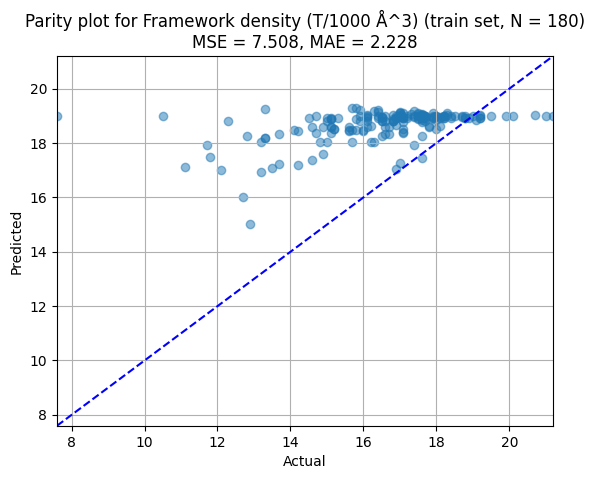 Parity plot for Framework density (T/1000 Å^3) (train set, N = 180)
MSE = 7.508, MAE = 2.228
20
18
16
14
12
10
8
Predicted
8 10 12 14 16 18 20
Actual